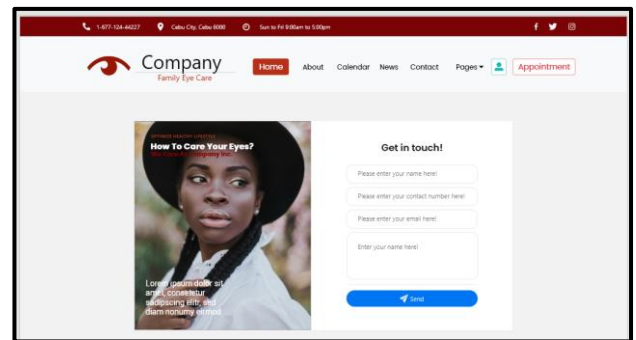 1-677-124-44227 Cebu City, Cebu 6000 Sun to Fri 9:00am to 5:00pm
Company
Family Eye Care
Home About Calendar News Contact Pages Appointment
How To Care Your Eyes?
Get in touch!
Please enter your name here!
Please enter your contact number here!
Please enter your email here!
Enter your name here!
Send
Lorem ipsum dolor sit
amet, consetetur
sadipscing elitr, sed
diam nonumy eirmod